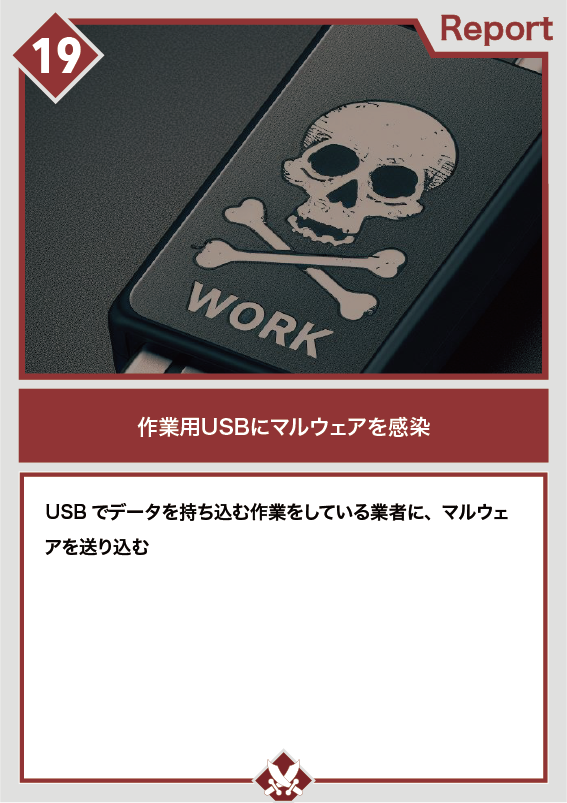 19
Report
WORK
作業用USBにマルウェアを感染
USB でデータを持ち込む作業をしている業者に、マルウェ
アを送り込む